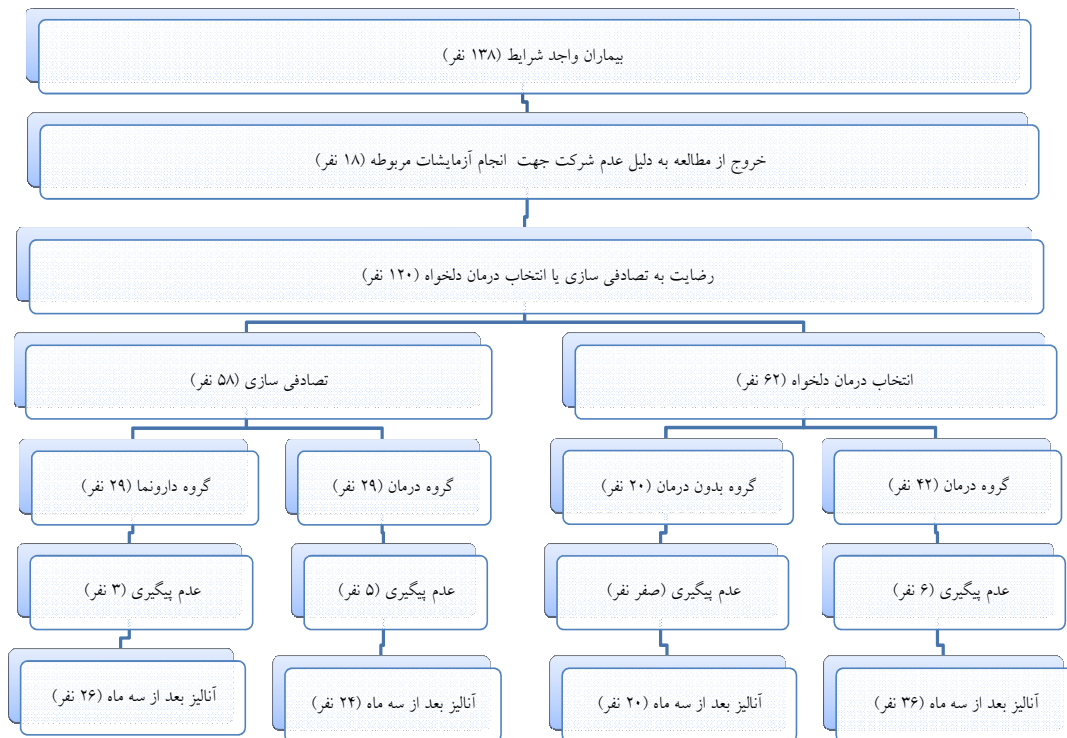 بیماران واجد شرایط (۱۳۸ نفر)
خروج از مطالعه به دلیل عدم شرکت جهت انجام آزمایشات مربوطه (۱۸ نفر)
رضایت به تصادفی سازی یا انتخاب درمان دلخواه (۱۲۰ نفر)
انتخاب درمان دلخواه (۶۲ نفر)
تصادفی سازی (۵۸ نفر)
گروه درمان (۴۲ نفر)
گروه بدون درمان (۲۰ نفر)
گروه درمان (۲۹ نفر)
گروه دارونما (۲۹ نفر)
عدم پیگیری (۶ نفر)
عدم پیگیری (صفر نفر)
عدم پیگیری (۵ نفر)
عدم پیگیری (۳ نفر)
آنالیز بعد از سه ماه (۳۶ نفر)
آنالیز بعد از سه ماه (۲۰ نفر)
آنالیز بعد از سه ماه (۲۴ نفر)
آنالیز بعد از سه ماه (۲۶ نفر)